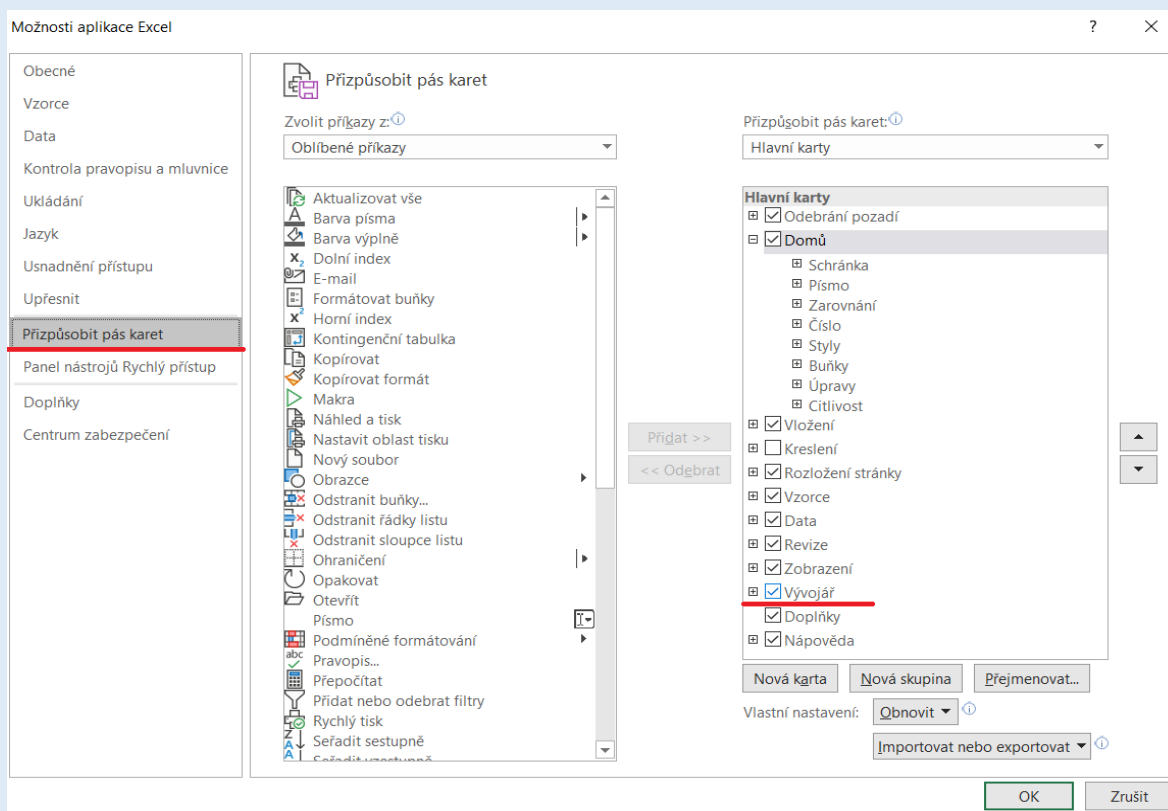 Možnosti aplikace Excel
?
Obecné
Vzorce
Data
Kontrola pravopisu a mluvnice
Ukládání
Jazyk
Usnadnění přístupu
Upřesnit
Přizpůsobit pás karet
Panel nástrojů Rychlý přístup
Doplňky
Centrum zabezpečení
Přizpůsobit pás karet
Zvolit příkazy z:
Oblíbené příkazy
Aktualizovat vše
Barva písma
Barva výplně
Dolní index
E-mail
Formátovat buňky
Horní index
Kontingenční tabulka
Kopírovat
Kopírovat formát
Makra
Náhled a tisk
Nastavit oblast tisku
Nový soubor
Obrazce
Odstranit buňky...
Odstranit řádky listu
Odstranit sloupce listu
Ohraničení
Opakovat
Otevřít
Písmo
Podmíněné formátování
Pravopis...
Přepočítat
Přidat nebo odebrat filtry
Rychlý tisk
Seřadit sestupně
Seřadit vzestupně
Přidat >>
<< Odebrat
Přizpůsobit pás karet:
Hlavní karty
Hlavní karty
Odebrání pozadí
Domů
Schránka
Písmo
Zarovnání
Číslo
Styly
Buňky
Úpravy
Citlivost
Vložení
Kreslení
Rozložení stránky
Vzorce
Data
Revize
Zobrazení
Vývojář
Doplňky
Nápověda
Nová karta
Nová skupina
Přejmenovat...
Vlastní nastavení:
Obnovit
Importovat nebo exportovat
OK
Zrušit